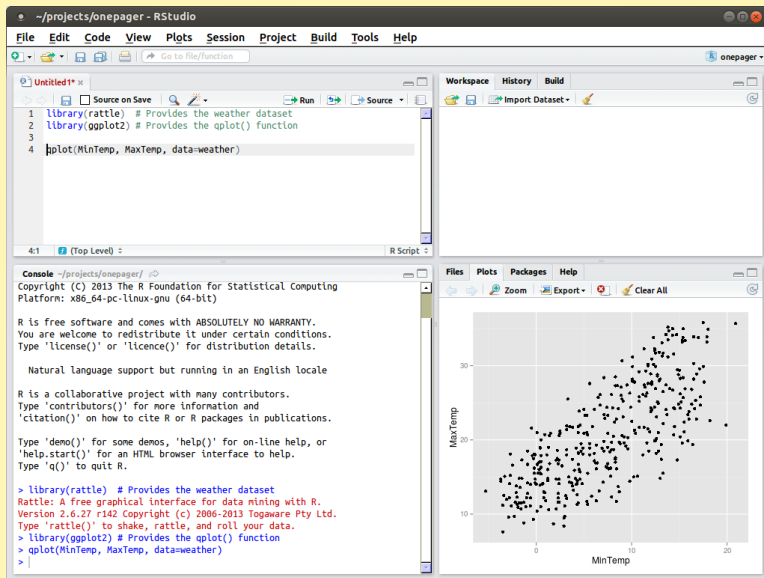 ~/projects/onepager - RStudio
File Edit Code View Plots Session Project Build Tools Help
Go to file/function
onepager
Untitled1*
Source on Save Run Source
1 library(rattle)  # Provides the weather dataset
2 library(ggplot2) # Provides the qplot() function
3
4 qplot(MinTemp, MaxTemp, data=weather)
4:1 (Top Level) R Script
Workspace History Build
Import Dataset
Console ~/projects/onepager/
Copyright (C) 2013 The R Foundation for Statistical Computing
Platform: x86_64-pc-linux-gnu (64-bit)
R is free software and comes with ABSOLUTELY NO WARRANTY.
You are welcome to redistribute it under certain conditions.
Type 'license()' or 'licence()' for distribution details.
Natural language support but running in an English locale
R is a collaborative project with many contributors.
Type 'contributors()' for more information and
'citation()' on how to cite R or R packages in publications.
Type 'demo()' for some demos, 'help()' for on-line help, or
'help.start()' for an HTML browser interface to help.
Type 'q()' to quit R.
> library(rattle)  # Provides the weather dataset
Rattle: A free graphical interface for data mining with R.
Version 2.6.27 r142 Copyright (c) 2006-2013 Togaware Pty Ltd.
Type 'rattle()' to shake, rattle, and roll your data.
> library(ggplot2) # Provides the qplot() function
> qplot(MinTemp, MaxTemp, data=weather)
>
Files Plots Packages Help
Zoom Export Clear All
30
20
10
MaxTemp
0 10 20
MinTemp